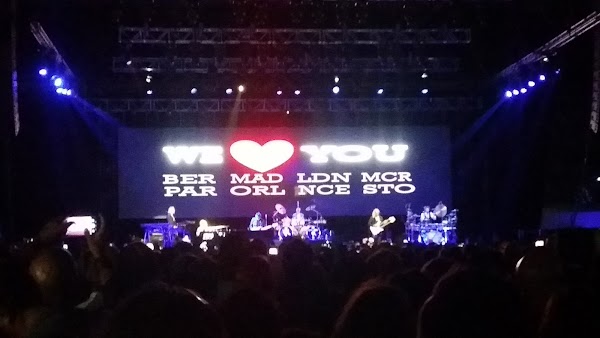 WE YOU
BER MAD LDN MCR
PAR ORL NCE STO